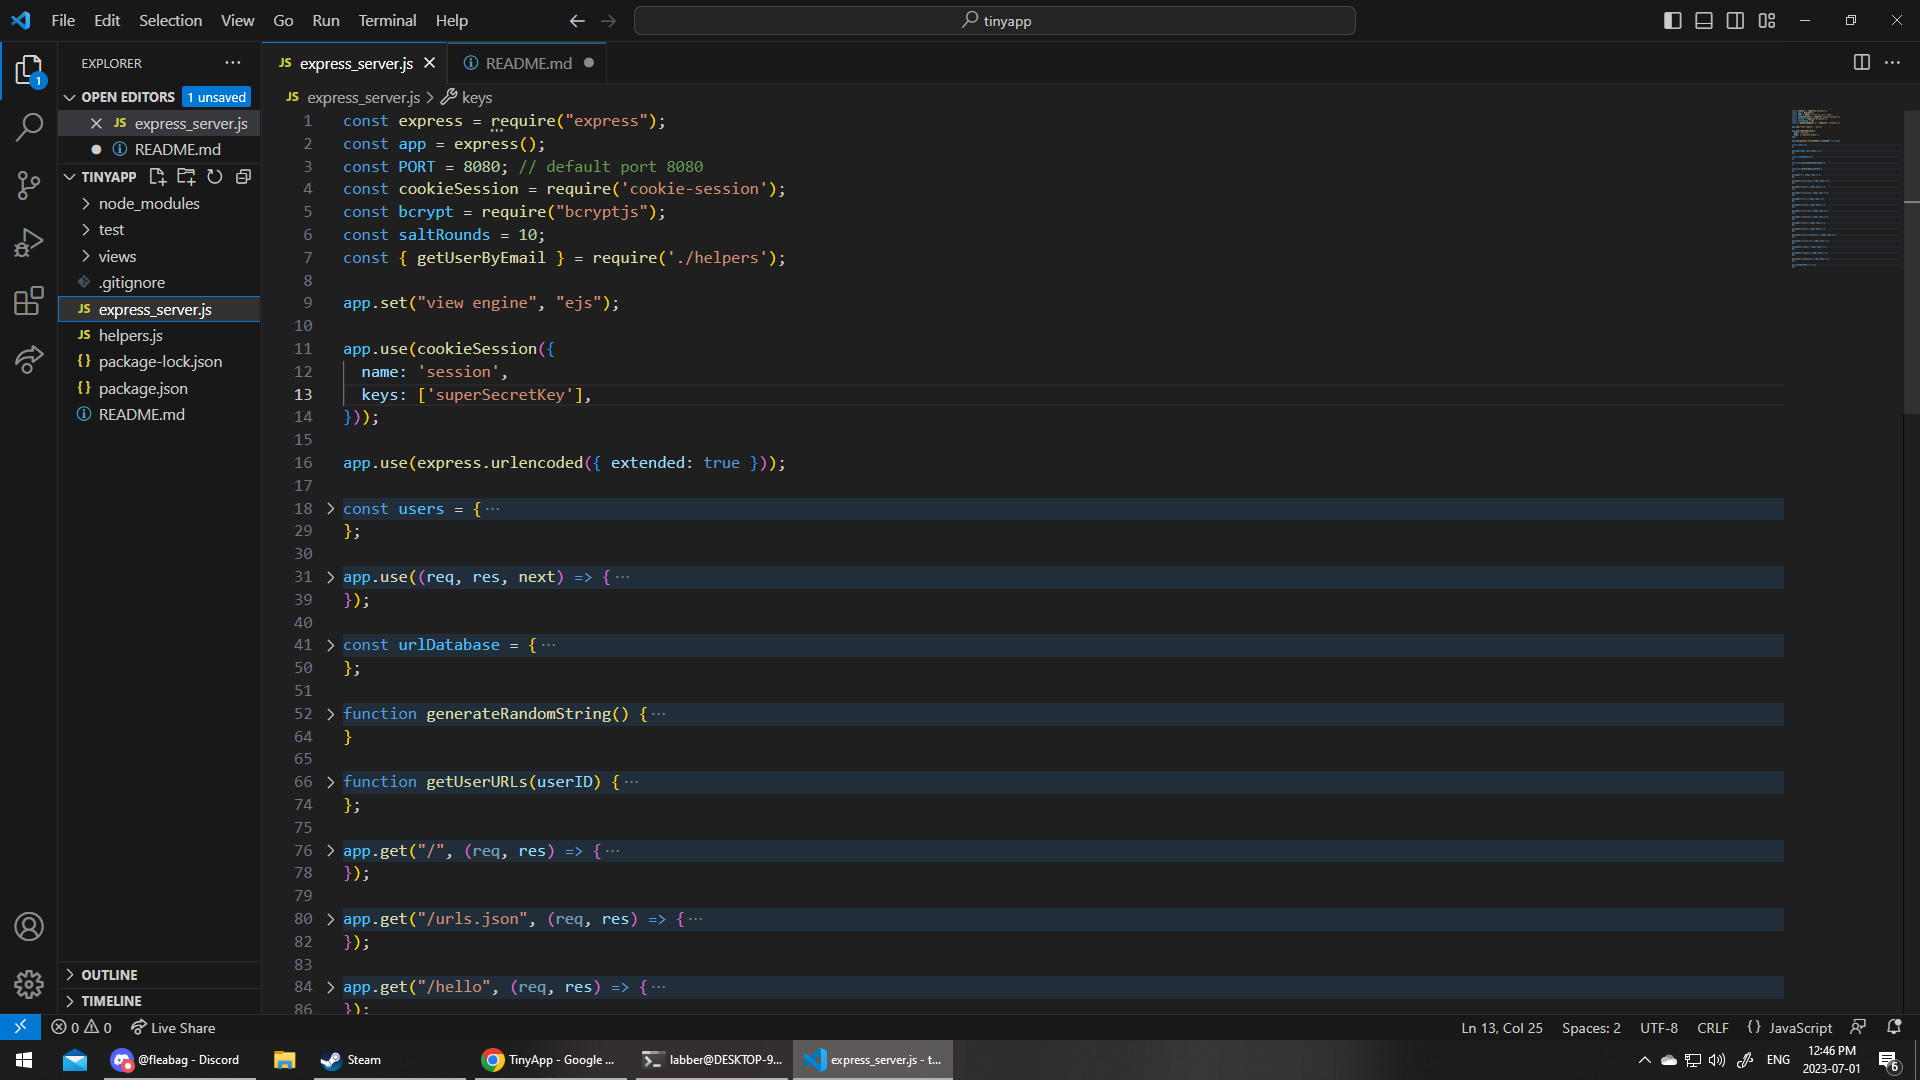 File Edit Selection View Go Run Terminal Help
tinyapp
EXPLORER
OPEN EDITORS 1 unsaved
express_server.js
README.md
TINYAPP
node_modules
test
views
.gitignore
express_server.js
helpers.js
package-lock.json
package.json
README.md
OUTLINE
TIMELINE
express_server.js README.md
express_server.js > keys
1 const express = require("express");
2 const app = express();
3 const PORT = 8080; // default port 8080
4 const cookieSession = require('cookie-session');
5 const bcrypt = require("bcryptjs");
6 const saltRounds = 10;
7 const { getUserByEmail } = require('./helpers');
8
9 app.set("view engine", "ejs");
10
11 app.use(cookieSession({
12 name: 'session',
13 keys: ['superSecretKey'],
14 }));
15
16 app.use(express.urlencoded({ extended: true }));
17
18 const users = {···
29 };
30
31 app.use((req, res, next) => {···
39 });
40
41 const urlDatabase = {···
50 };
51
52 function generateRandomString() {···
64 }
65
66 function getUserURLs(userID) {···
74 };
75
76 app.get("/", (req, res) => {···
78 });
79
80 app.get("/urls.json", (req, res) => {···
82 });
83
84 app.get("/hello", (req, res) => {···
86 });
0 0 Live Share
Ln 13, Col 25 Spaces: 2 UTF-8 CRLF {} JavaScript
@fleabag - Discord Steam TinyApp - Google ... labber@DESKTOP-9... express_server.js - t...
ENG 12:46 PM
2023-07-01
6